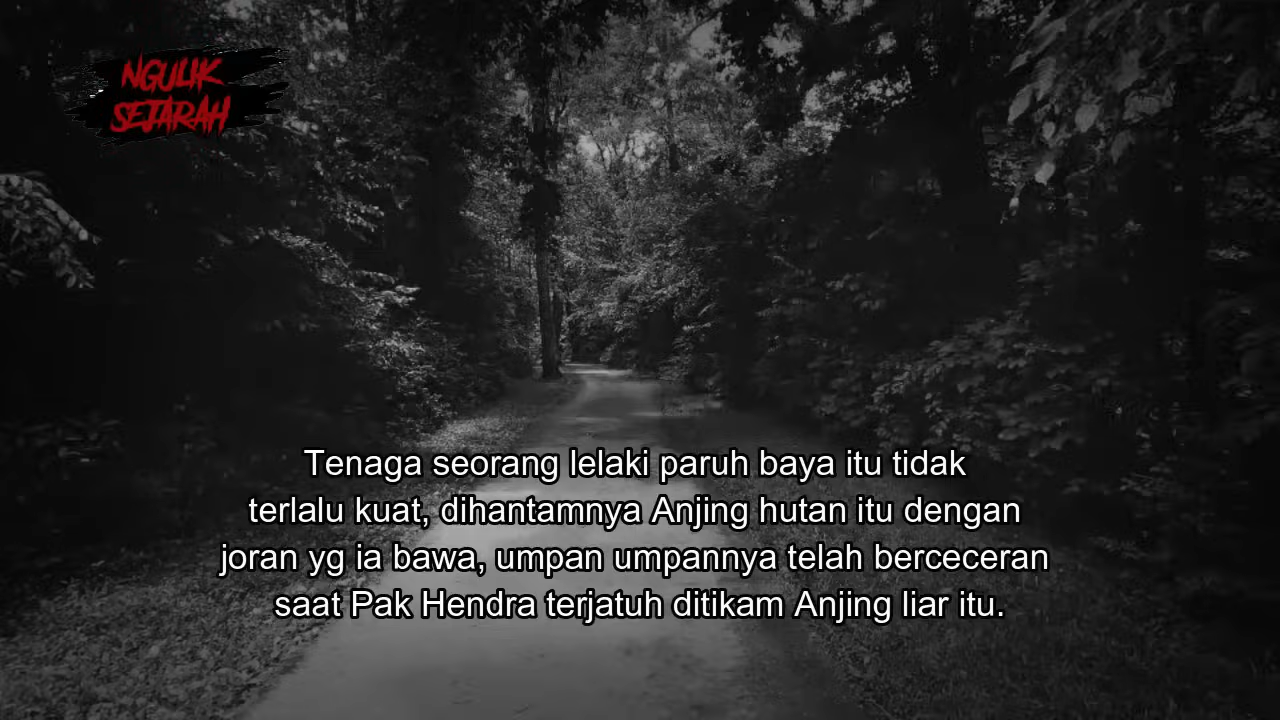 NGULIK
SEJARAH
Tenaga seorang lelaki paruh baya itu tidak
terlalu kuat, dihantamnya Anjing hutan itu dengan
joran yg ia bawa, umpan umpannya telah berceceran
saat Pak Hendra terjatuh ditikam Anjing liar itu.